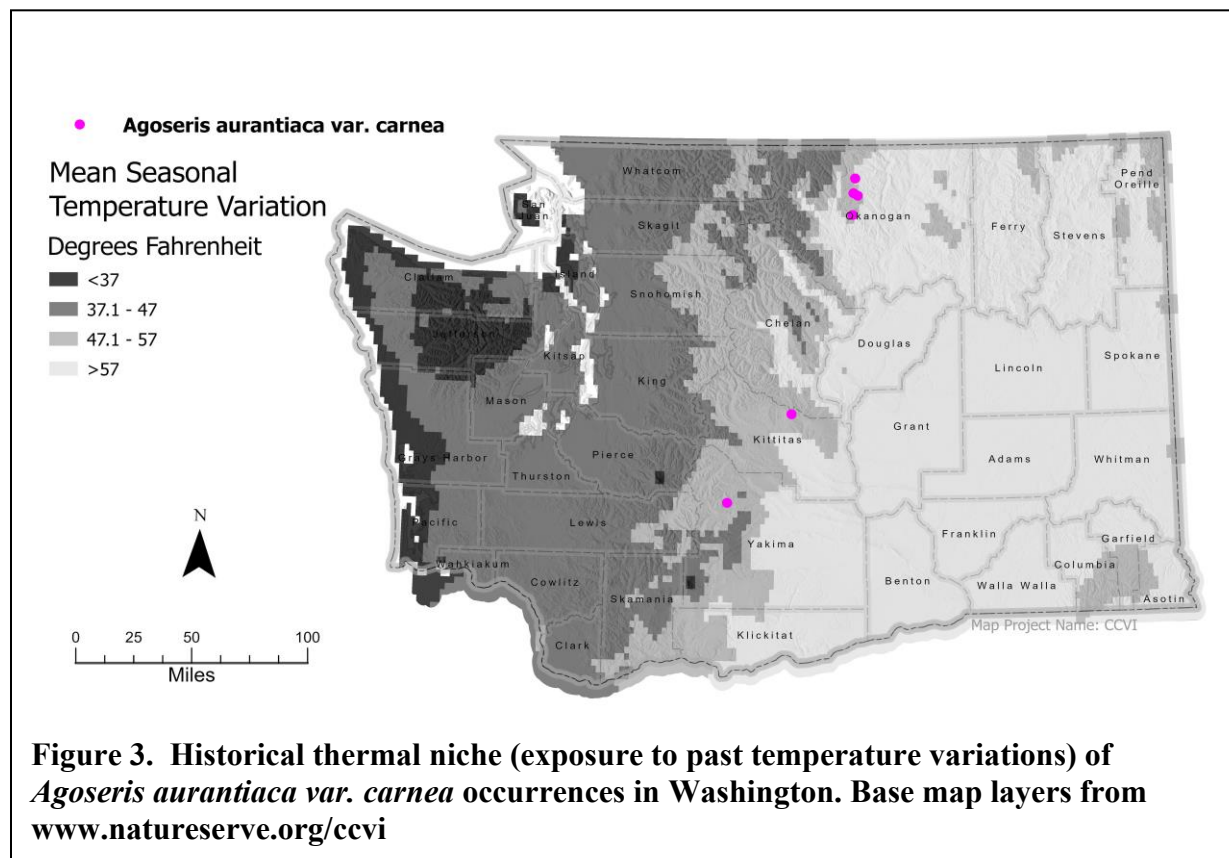 Agoseris aurantiaca var. carnea
Mean Seasonal
Temperature Variation
Degrees Fahrenheit
<37
37.1 - 47
47.1 - 57
>57
Whatcom
San
Juan
Skagit
Island
Clallam
Snohomish
Jefferson
Kitsap
King
Mason
Grays Harbor
Thurston
Pierce
Pacific
Lewis
Wahkiakum
Cowlitz
Skamania
Clark
Okanogan
Ferry
Stevens
Pend
Oreille
Chelan
Douglas
Lincoln
Spokane
Kittitas
Grant
Adams
Whitman
Yakima
Franklin
Garfield
Columbia
Benton
Walla Walla
Asotin
Klickitat
Map Project Name: CCVI
N
0 25 50 100
Miles
Figure 3. Historical thermal niche (exposure to past temperature variations) of
Agoseris aurantiaca var. carnea occurrences in Washington. Base map layers from
www.natureserve.org/ccvi